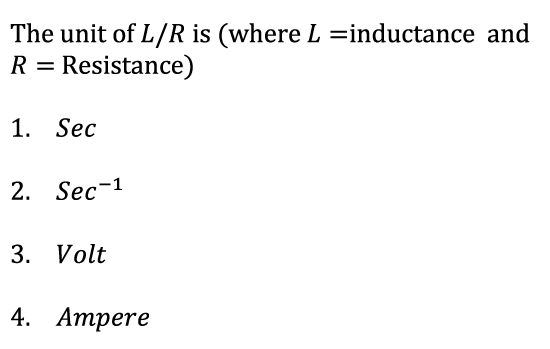 The unit of L/R is (where L =inductance and
R = Resistance)
1. Sec
2. Sec⁻¹
3. Volt
4. Ampere